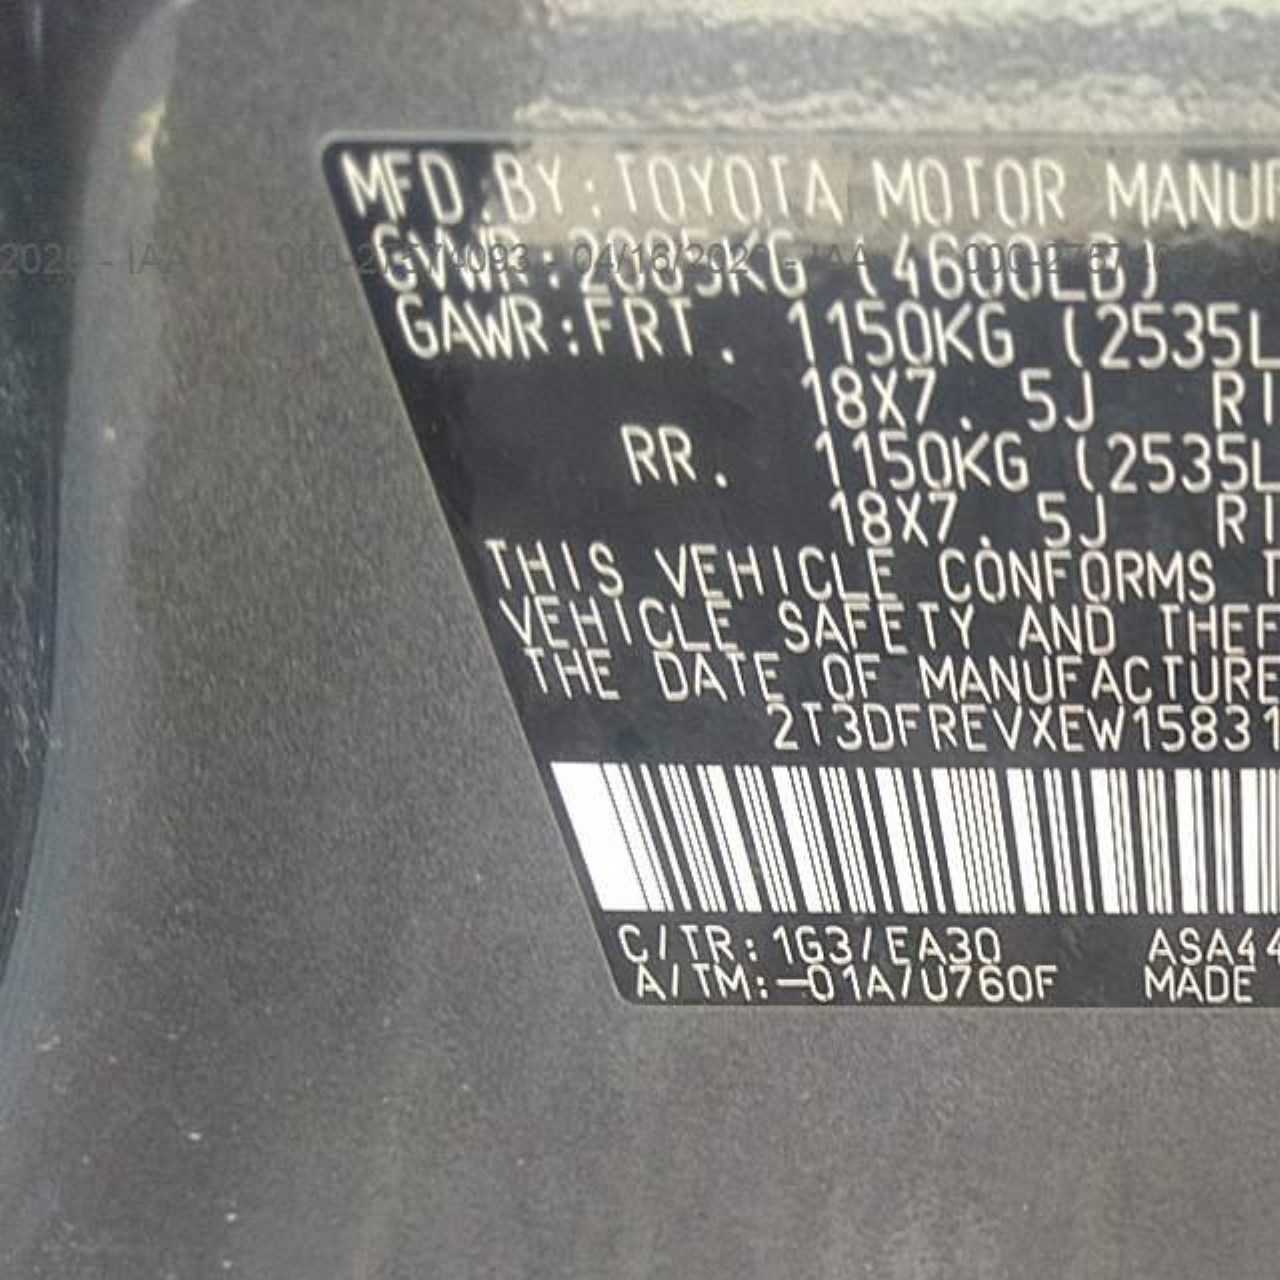 MFD.BY:TOYOTA MOTOR MANUF
GVWR:2085KG (4600LB)
GAWR:FRT. 1150KG (2535L
18X7.5J RI
RR. 1150KG (2535L
18X7.5J RI
THIS VEHICLE CONFORMS T
VEHICLE SAFETY AND THEF
THE DATE OF MANUFACTURE
2T3DFREVXEW15831
C/TR:1G3/EA30 ASA44
A/TM:-01A/U760F MADE